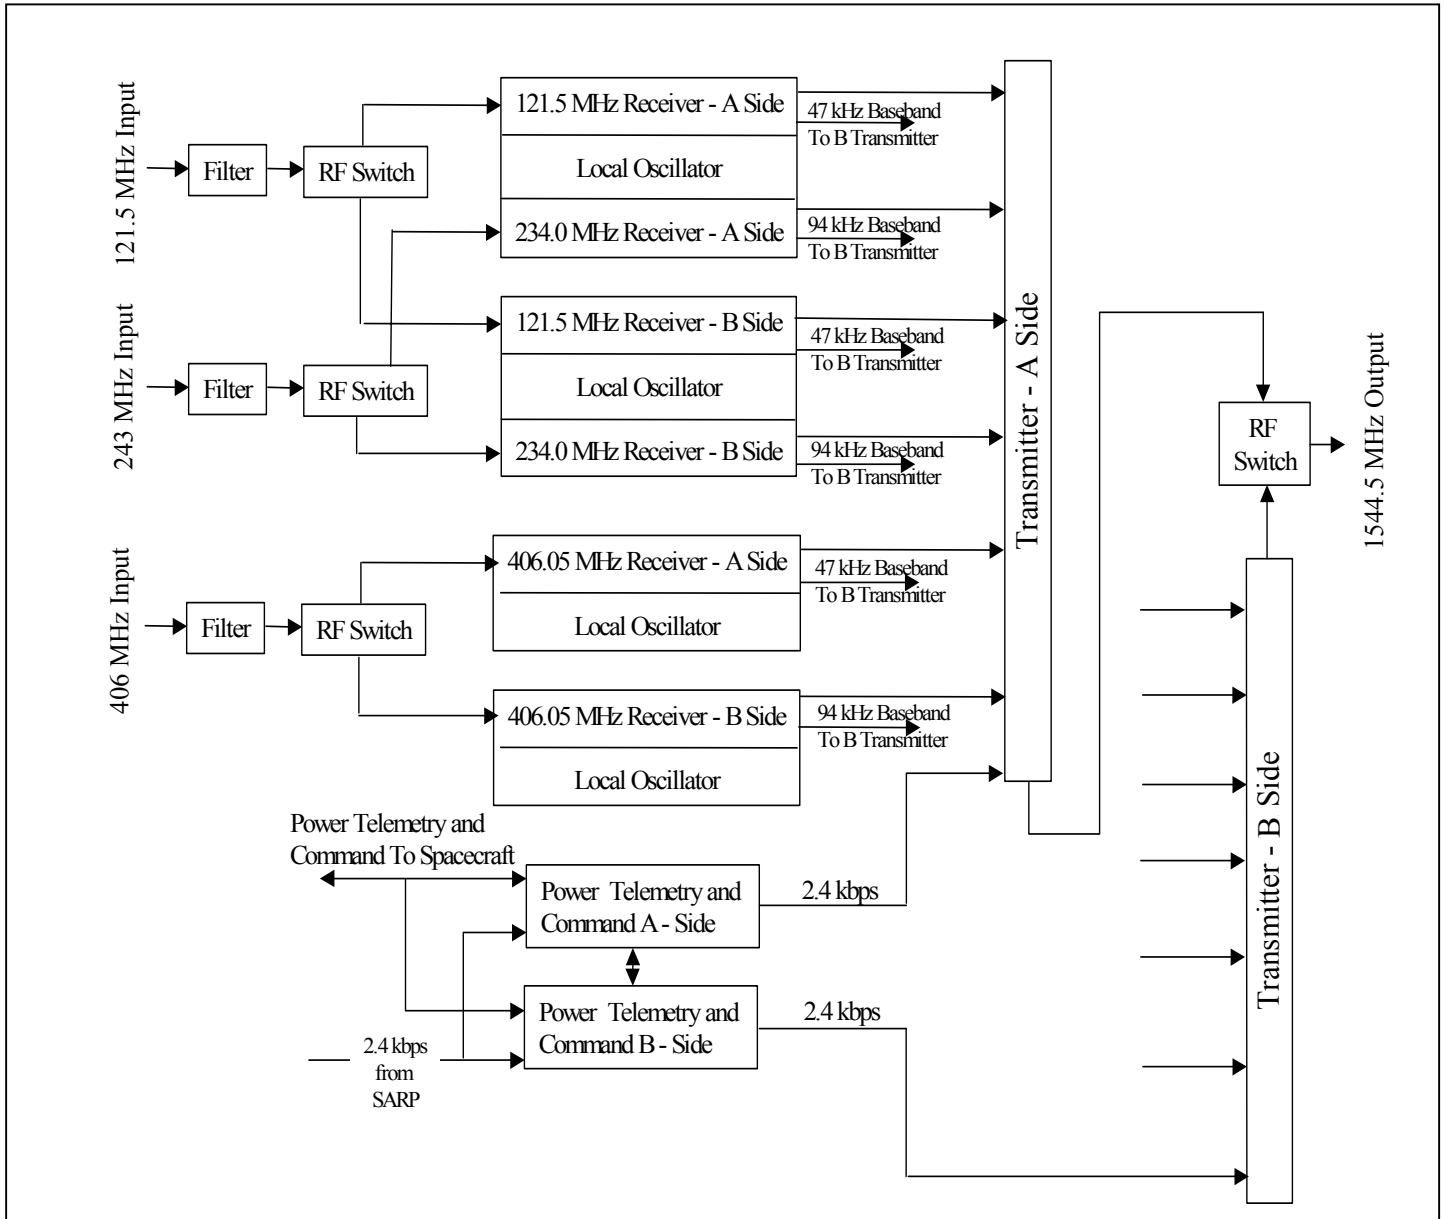 121.5 MHz Input
Filter
RF Switch
121.5 MHz Receiver - A Side
Local Oscillator
234.0 MHz Receiver - A Side
47 kHz Baseband
To B Transmitter
94 kHz Baseband
To B Transmitter
243 MHz Input
Filter
RF Switch
121.5 MHz Receiver - B Side
Local Oscillator
234.0 MHz Receiver - B Side
47 kHz Baseband
To B Transmitter
94 kHz Baseband
To B Transmitter
406 MHz Input
Filter
RF Switch
406.05 MHz Receiver - A Side
Local Oscillator
47 kHz Baseband
To B Transmitter
406.05 MHz Receiver - B Side
Local Oscillator
94 kHz Baseband
To B Transmitter
Transmitter - A Side
RF
Switch
1544.5 MHz Output
Transmitter - B Side
Power Telemetry and
Command To Spacecraft
Power Telemetry and
Command A - Side
2.4 kbps
Power Telemetry and
Command B - Side
2.4 kbps
2.4 kbps
from
SARP